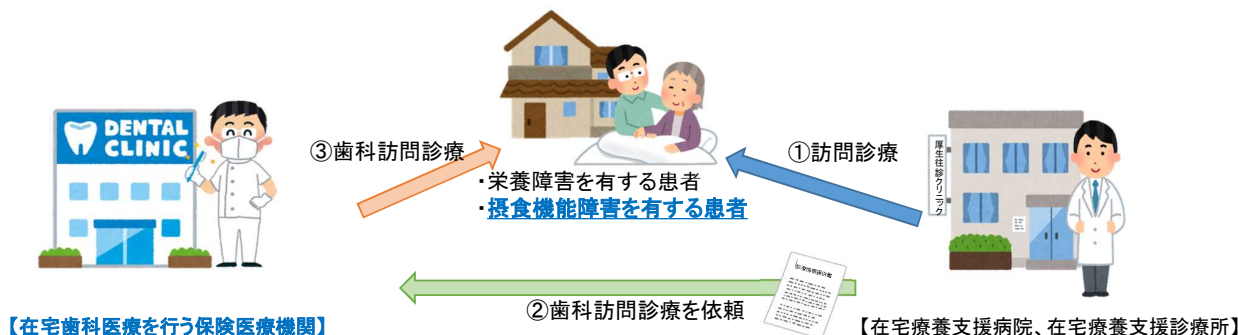 DENTAL
CLINIC
③歯科訪問診療
・栄養障害を有する患者
・摂食機能障害を有する患者
①訪問診療
厚生往診クリニック
②歯科訪問診療を依頼
【在宅歯科医療を行う保険医療機関】
【在宅療養支援病院、在宅療養支援診療所】